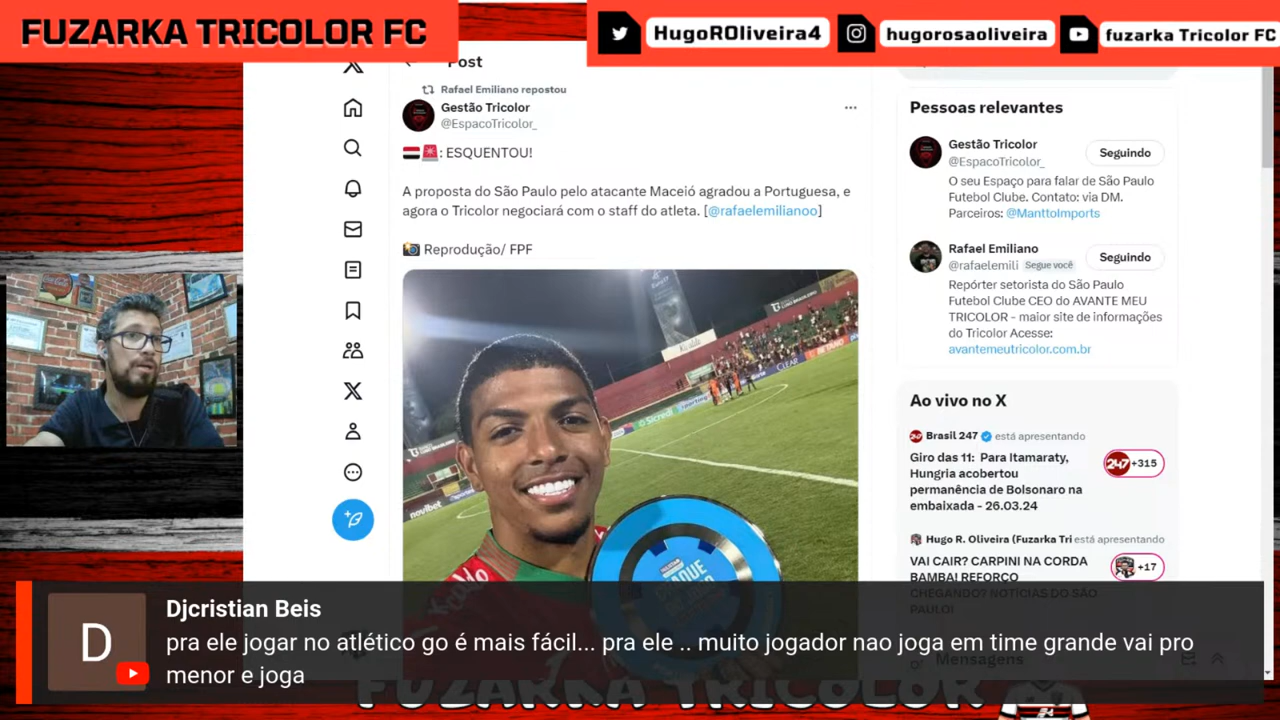 FUZARKA TRICOLOR FC
HugoROliveira4
hugorosaoliveira
fuzarka Tricolor FC
Post
Rafael Emiliano repostou
Gestão Tricolor
@EspacoTricolor_
: ESQUENTOU!
A proposta do São Paulo pelo atacante Maceió agradou a Portuguesa, e
agora o Tricolor negociará com o staff do atleta. [@rafaelemilianoo]
Reprodução/ FPF
novibet
Sicredi
CLEAR
Pessoas relevantes
Gestão Tricolor
@EspacoTricolor_
Seguindo
O seu Espaço para falar de São Paulo
Futebol Clube. Contato: via DM.
Parceiros: @ManttoImports
Rafael Emiliano
@rafaelemili Segue você
Seguindo
Repórter setorista do São Paulo
Futebol Clube CEO do AVANTE MEU
TRICOLOR - maior site de informações
do Tricolor Acesse:
avantemeutricolor.com.br
Ao vivo no X
Brasil 247 está apresentando
Giro das 11: Para Itamaraty,
Hungria acobertou
permanência de Bolsonaro na
embaixada - 26.03.24
247 +315
Hugo R. Oliveira (Fuzarka Tri está apresentando
VAI CAIR? CARPINI NA CORDA
BAMBA! REFORÇO
CHEGANDO? NOTÍCIAS DO SÃO
PAULO!
+17
Mensagens
D
Djcristian Beis
pra ele jogar no atlético go é mais fácil... pra ele .. muito jogador nao joga em time grande vai pro
menor e joga
FUZARKA TRICOLOR